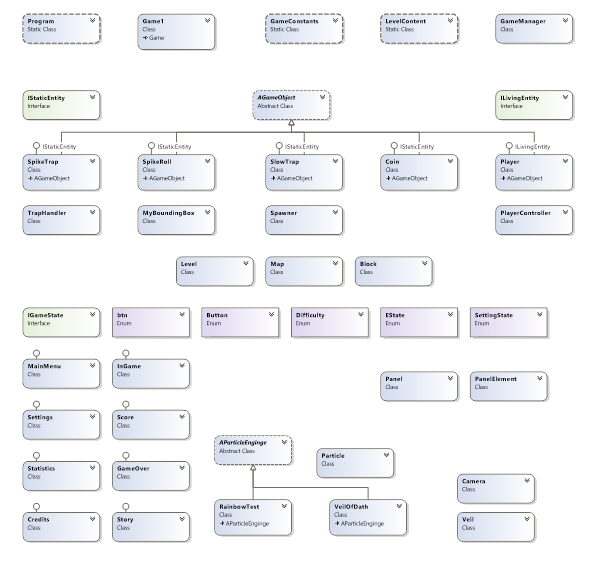 Program
Static Class
Game1
Class
Game
GameConstants
Static Class
LevelContent
Static Class
GameManager
Class
IStaticEntity
Interface
AGameObject
Abstract Class
ILivingEntity
Interface
IStaticEntity
IStaticEntity
IStaticEntity
IStaticEntity
ILivingEntity
SpikeTrap
Class
AGameObject
SpikeRoll
Class
AGameObject
SlowTrap
Class
AGameObject
Coin
Class
AGameObject
Player
Class
AGameObject
TrapHandler
Class
MyBoundingBox
Class
Spawner
Class
PlayerController
Class
Level
Class
Map
Class
Block
Class
IGameState
Interface
btn
Enum
Button
Enum
Difficulty
Enum
EState
Enum
SettingState
Enum
MainMenu
Class
InGame
Class
Panel
Class
PanelElement
Class
Settings
Class
Score
Class
AParticleEnginge
Abstract Class
Particle
Class
Statistics
Class
GameOver
Class
Camera
Class
RainbowTest
Class
AParticleEnginge
VeilOfDath
Class
AParticleEnginge
Credits
Class
Story
Class
Veil
Class